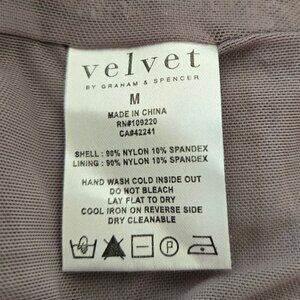 velvet
BY GRAHAM & SPENCER
M
MADE IN CHINA
RN#109220
CA#42241
SHELL : 90% NYLON 10% SPANDEX
LINING : 90% NYLON 10% SPANDEX
HAND WASH COLD INSIDE OUT
DO NOT BLEACH
LAY FLAT TO DRY
COOL IRON ON REVERSE SIDE
DRY CLEANABLE
P